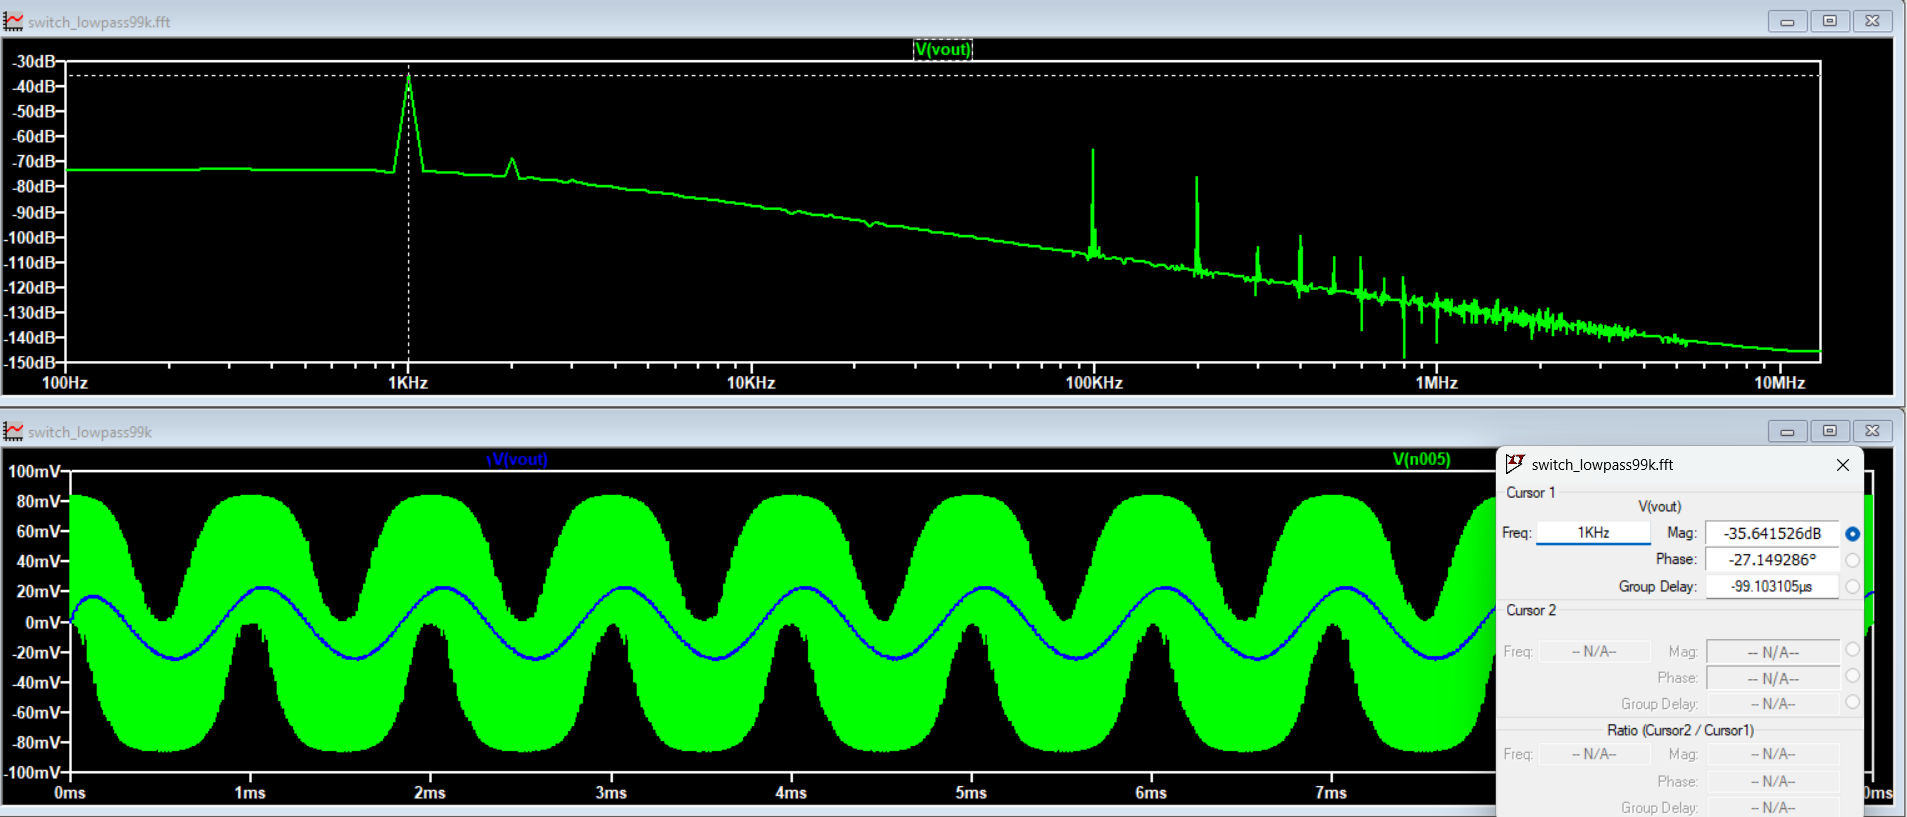 switch_lowpass99k.fft
V(vout)
-30dB
-40dB
-50dB
-60dB
-70dB
-80dB
-90dB
-100dB
-110dB
-120dB
-130dB
-140dB
-150dB
100Hz 1KHz 10KHz 100KHz 1MHz 10MHz
switch_lowpass99k
V(vout) V(n005)
100mV
80mV
60mV
40mV
20mV
0mV
-20mV
-40mV
-60mV
-80mV
-100mV
0ms 1ms 2ms 3ms 4ms 5ms 6ms 7ms 0ms
switch_lowpass99k.fft
Cursor 1
V(vout)
Freq: 1KHz Mag: -35.641526dB
Phase: -27.149286°
Group Delay: -99.103105µs
Cursor 2
Freq: -- N/A-- Mag: -- N/A--
Phase: -- N/A--
Group Delay: -- N/A--
Ratio (Cursor2 / Cursor1)
Freq: -- N/A-- Mag: -- N/A--
Phase: -- N/A--
Group Delay: -- N/A--